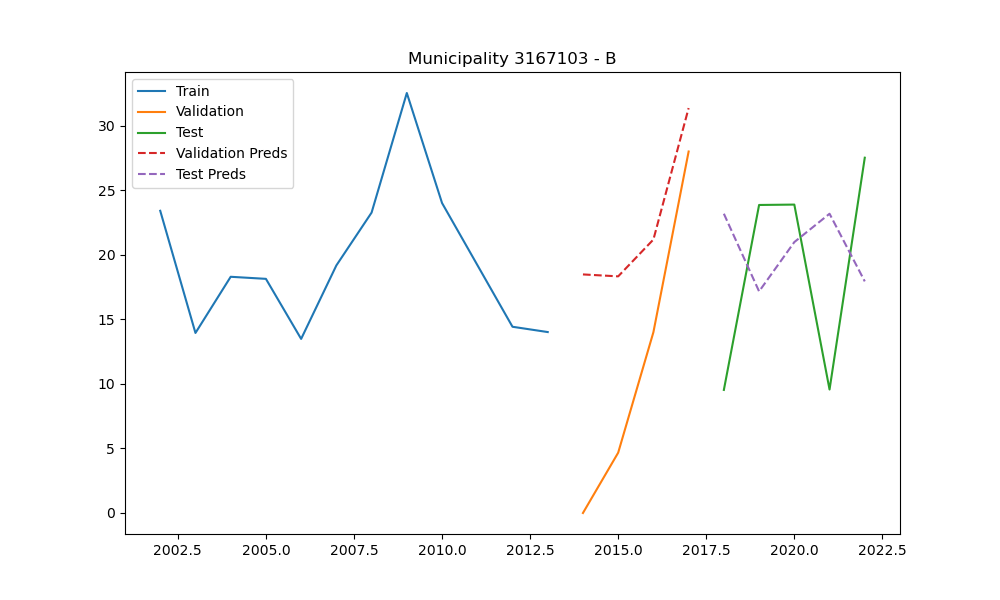 Municipality 3167103 - B
Train
Validation
Test
Validation Preds
Test Preds
30
25
20
15
10
5
0
2002.5 2005.0 2007.5 2010.0 2012.5 2015.0 2017.5 2020.0 2022.5